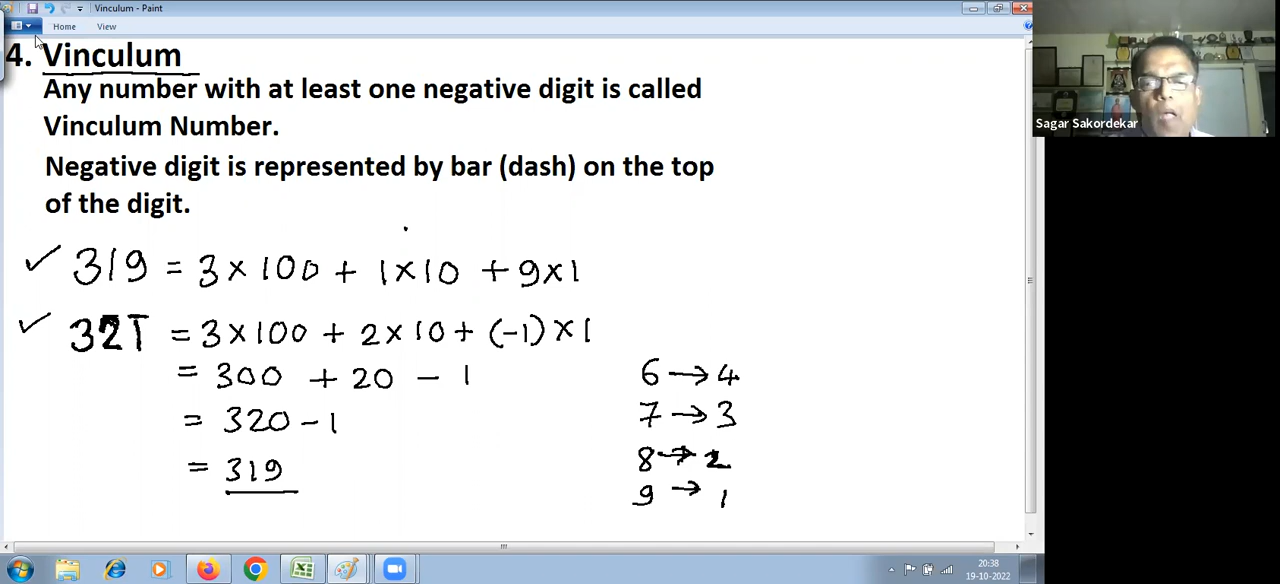 Vinculum - Paint
Home View
4. Vinculum
Any number with at least one negative digit is called
Vinculum Number.
Negative digit is represented by bar (dash) on the top
of the digit.
✓ 319 = 3 × 100 + 1 × 10 + 9 × 1
✓ 321̅ = 3 × 100 + 2 × 10 + (-1) × 1
= 300 + 20 - 1
= 320 - 1
= 319
6 → 4
7 → 3
8 → 2
9 → 1
Sagar Sakordekar
20:38
19-10-2022